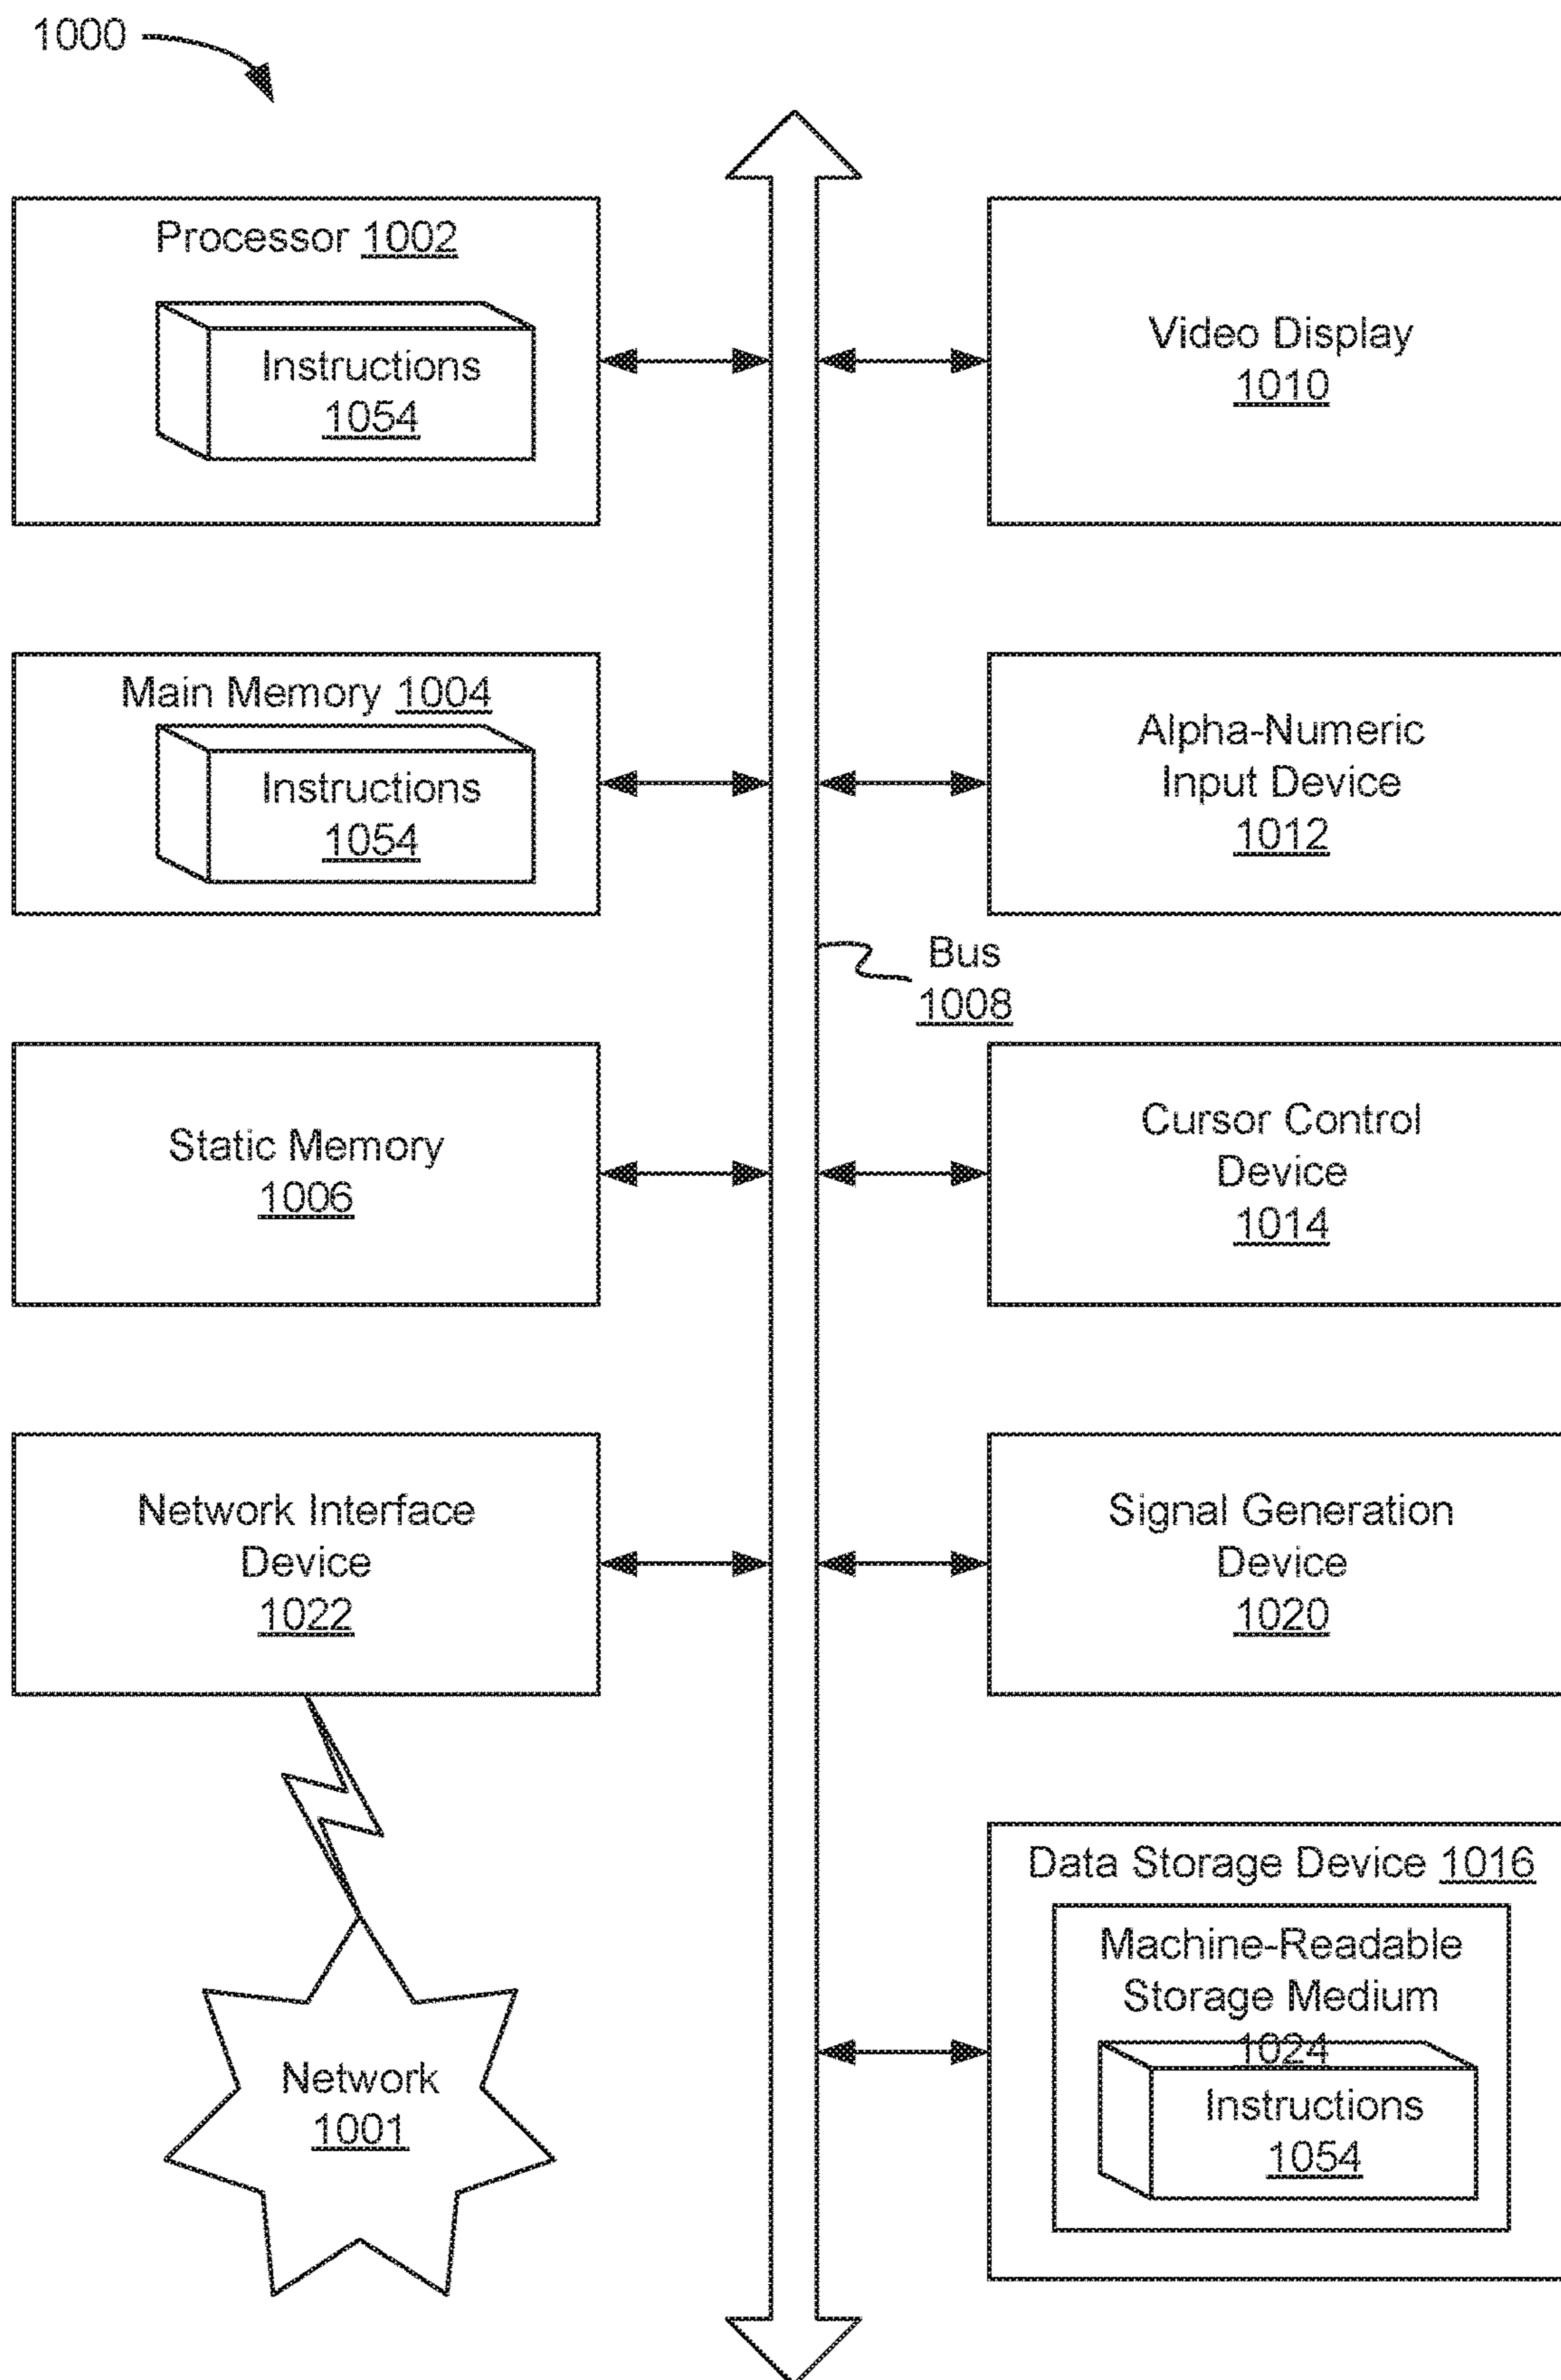 1000
Processor 1002
Instructions
1054
Video Display
1010
Main Memory 1004
Instructions
1054
Alpha-Numeric
Input Device
1012
Bus
1008
Static Memory
1006
Cursor Control
Device
1014
Network Interface
Device
1022
Signal Generation
Device
1020
Data Storage Device 1016
Machine-Readable
Storage Medium
1024
Instructions
1054
Network
1001